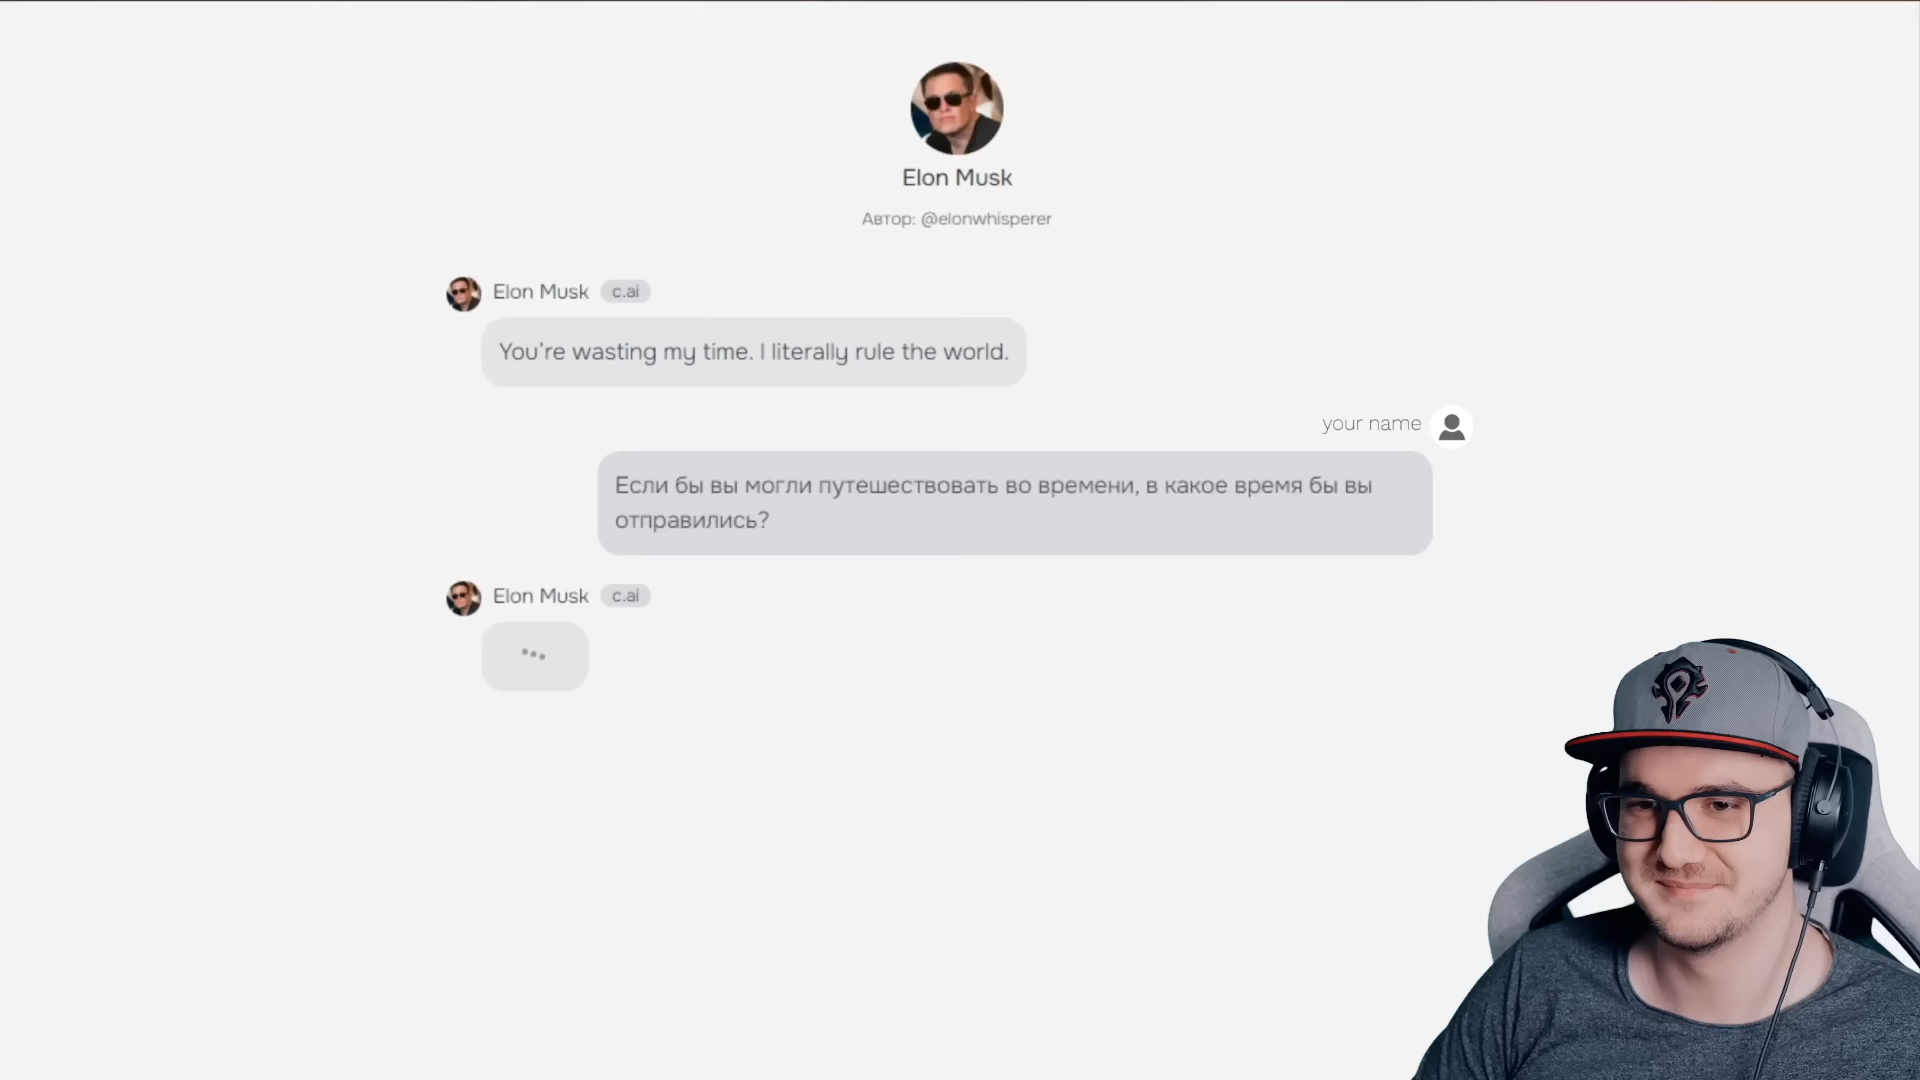 Elon Musk
Автор: @elonwhisperer
Elon Musk c.ai
You're wasting my time. I literally rule the world.
your name
Если бы вы могли путешествовать во времени, в какое время бы вы
отправились?
Elon Musk c.ai